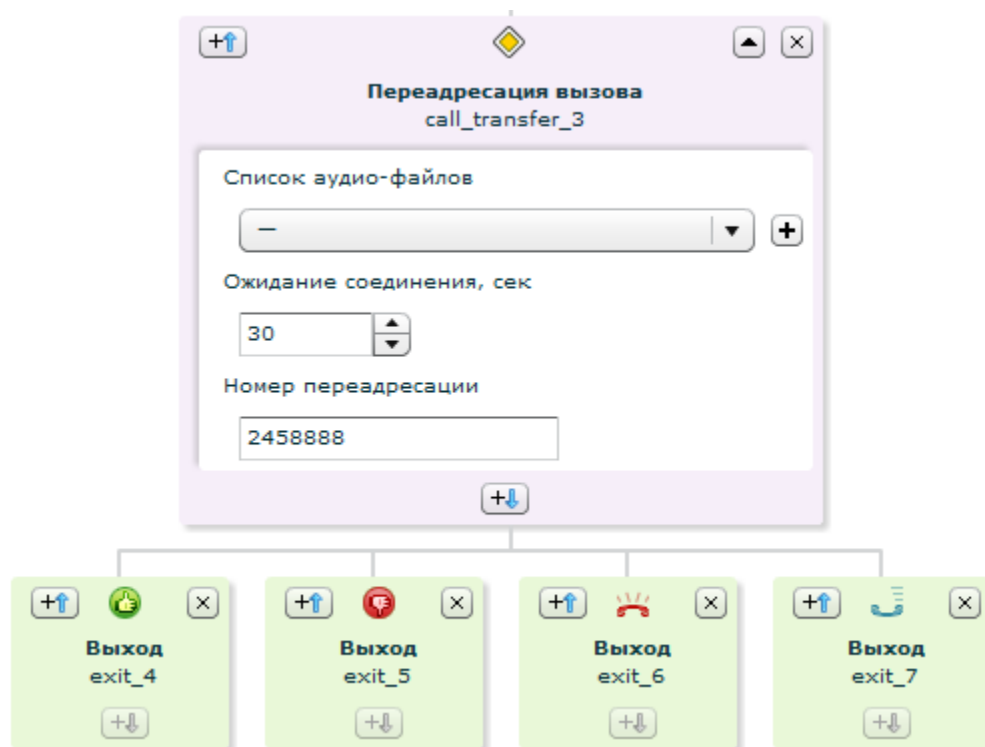 Переадресация вызова
call_transfer_3
Список аудио-файлов
—
Ожидание соединения, сек
30
Номер переадресации
2458888
Выход
exit_4
Выход
exit_5
Выход
exit_6
Выход
exit_7